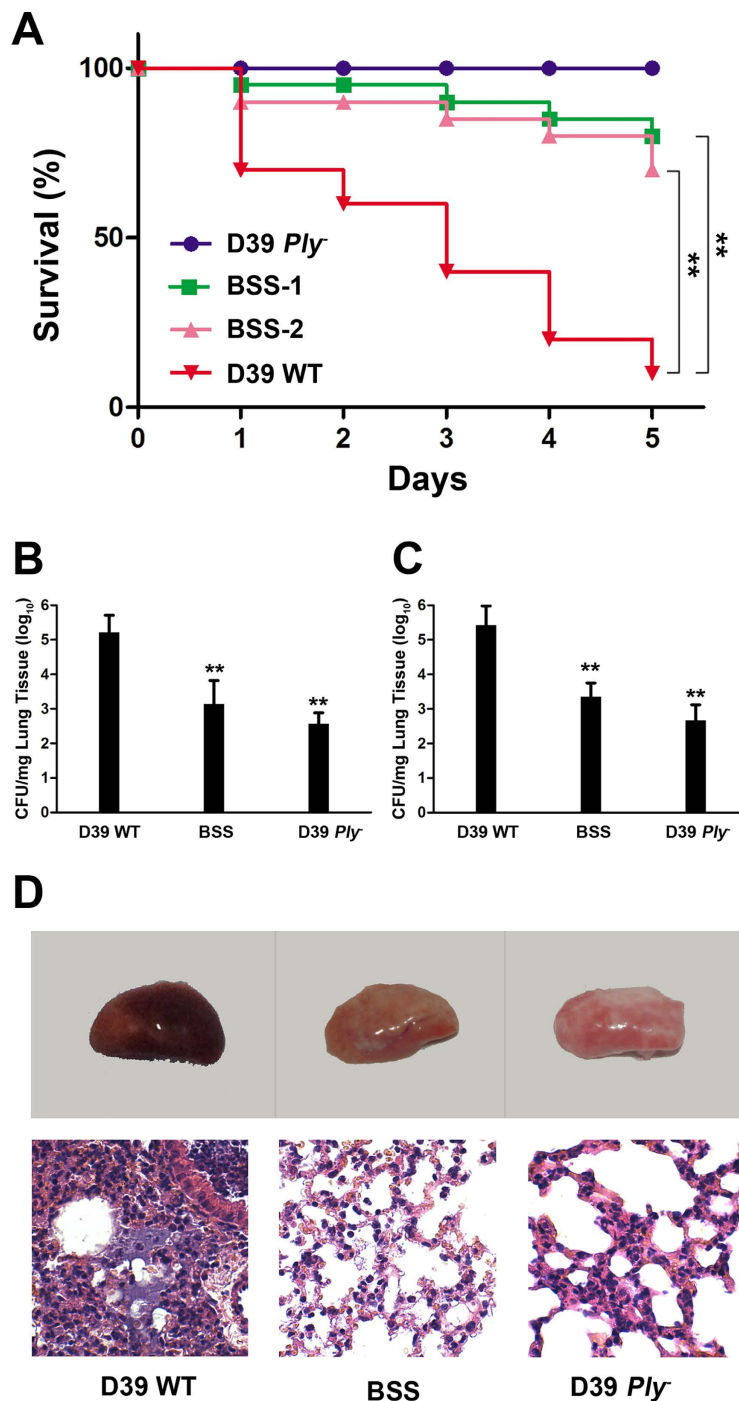 A
Survival (%)
100
50
0
D39 Ply-
BSS-1
BSS-2
D39 WT
**
**
0 1 2 3 4 5
Days
B
CFU/mg Lung Tissue (log10)
6
5
4
3
2
1
0
**
**
D39 WT BSS D39 Ply-
C
CFU/mg Lung Tissue (log10)
6
5
4
3
2
1
0
**
**
D39 WT BSS D39 Ply-
D
D39 WT BSS D39 Ply-